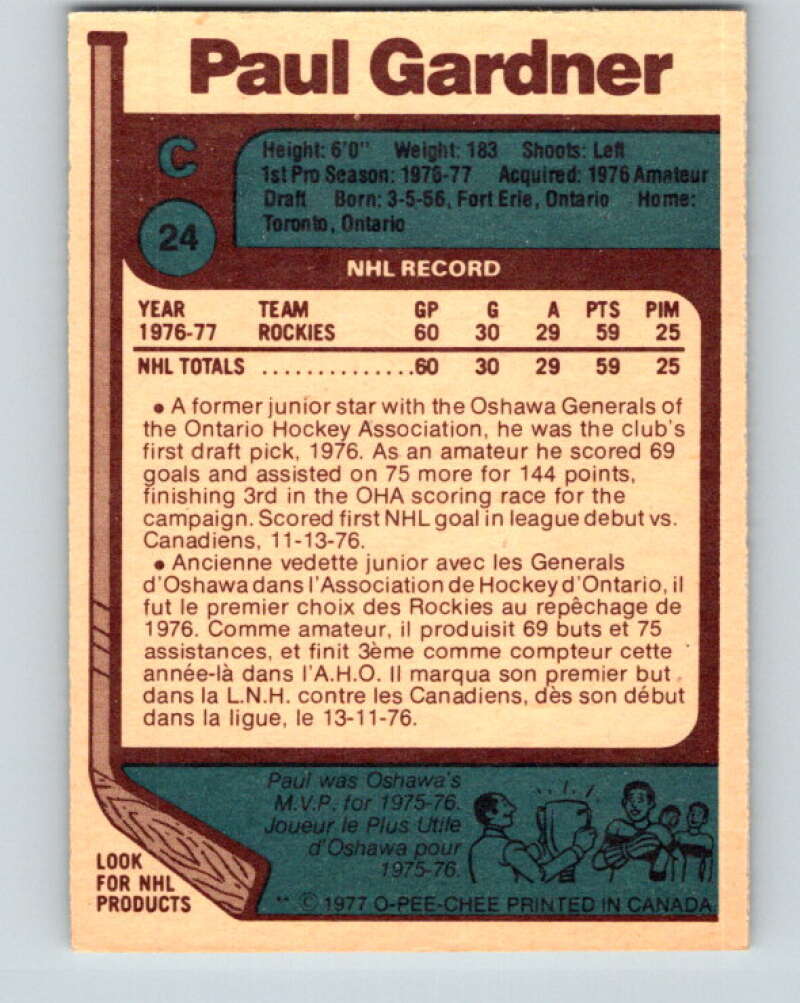 Paul Gardner
C
24
Height: 6'0" Weight: 183 Shoots: Left
1st Pro Season: 1976-77 Acquired: 1976 Amateur
Draft Born: 3-5-56, Fort Erie, Ontario Home:
Toronto, Ontario
NHL RECORD
YEAR TEAM GP G A PTS PIM
1976-77 ROCKIES 60 30 29 59 25
NHL TOTALS ..............60 30 29 59 25
• A former junior star with the Oshawa Generals of
the Ontario Hockey Association, he was the club's
first draft pick, 1976. As an amateur he scored 69
goals and assisted on 75 more for 144 points,
finishing 3rd in the OHA scoring race for the
campaign. Scored first NHL goal in league debut vs.
Canadiens, 11-13-76.
• Ancienne vedette junior avec les Generals
d'Oshawa dans l'Association de Hockey d'Ontario, il
fut le premier choix des Rockies au repêchage de
1976. Comme amateur, il produisit 69 buts et 75
assistances, et finit 3ème comme compteur cette
année-là dans l'A.H.O. Il marqua son premier but
dans la L.N.H. contre les Canadiens, dès son début
dans la ligue, le 13-11-76.
Paul was Oshawa's
M.V.P. for 1975-76.
Joueur le Plus Utile
d'Oshawa pour
1975-76.
LOOK
FOR NHL
PRODUCTS
** © 1977 O-PEE-CHEE PRINTED IN CANADA